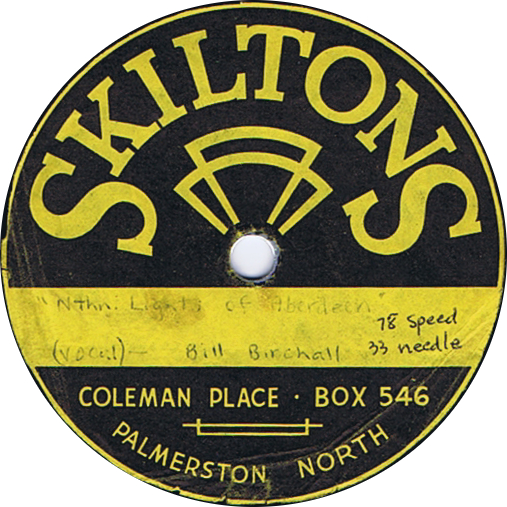 SKILTONS
"Nthn: Lights of Aberdeen"
78 speed
(vocal)— Bill Birchall
33 needle
COLEMAN PLACE · BOX 546
PALMERSTON NORTH